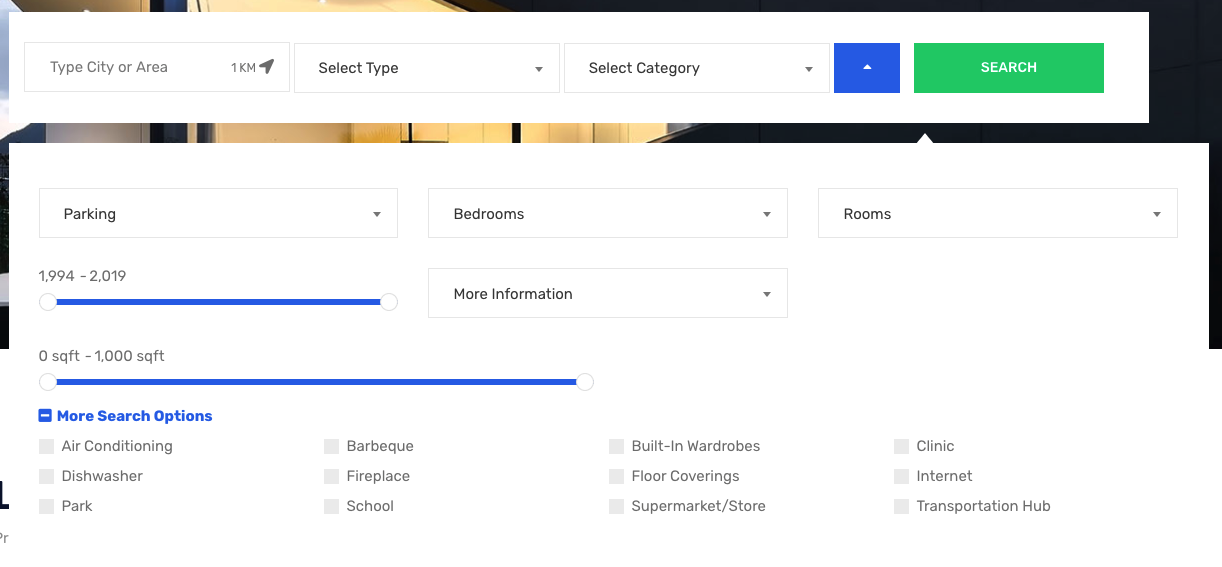 Type City or Area 1 KM Select Type Select Category SEARCH
Parking Bedrooms Rooms
1,994 - 2,019
More Information
0 sqft - 1,000 sqft
More Search Options
Air Conditioning Barbeque Built-In Wardrobes Clinic
Dishwasher Fireplace Floor Coverings Internet
Park School Supermarket/Store Transportation Hub